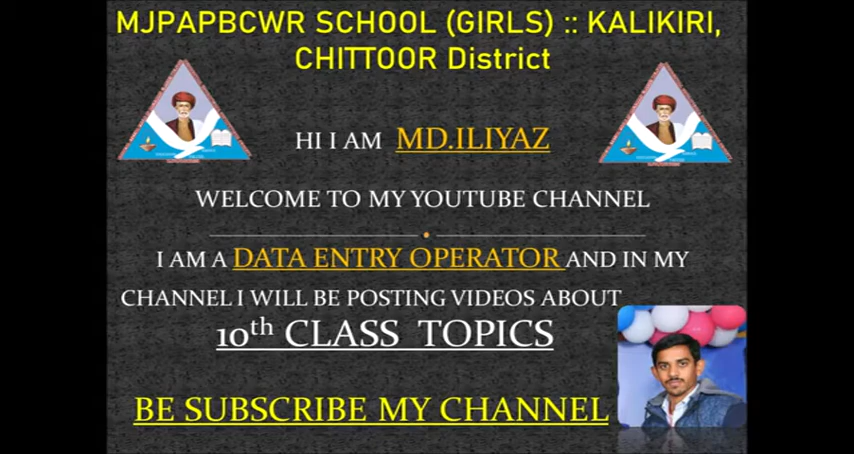 MJPAPBCWR SCHOOL (GIRLS) :: KALIKIRI,
CHITTOOR District
HI I AM MD.ILIYAZ
WELCOME TO MY YOUTUBE CHANNEL
I AM A DATA ENTRY OPERATOR AND IN MY
CHANNEL I WILL BE POSTING VIDEOS ABOUT
10th CLASS TOPICS
BE SUBSCRIBE MY CHANNEL